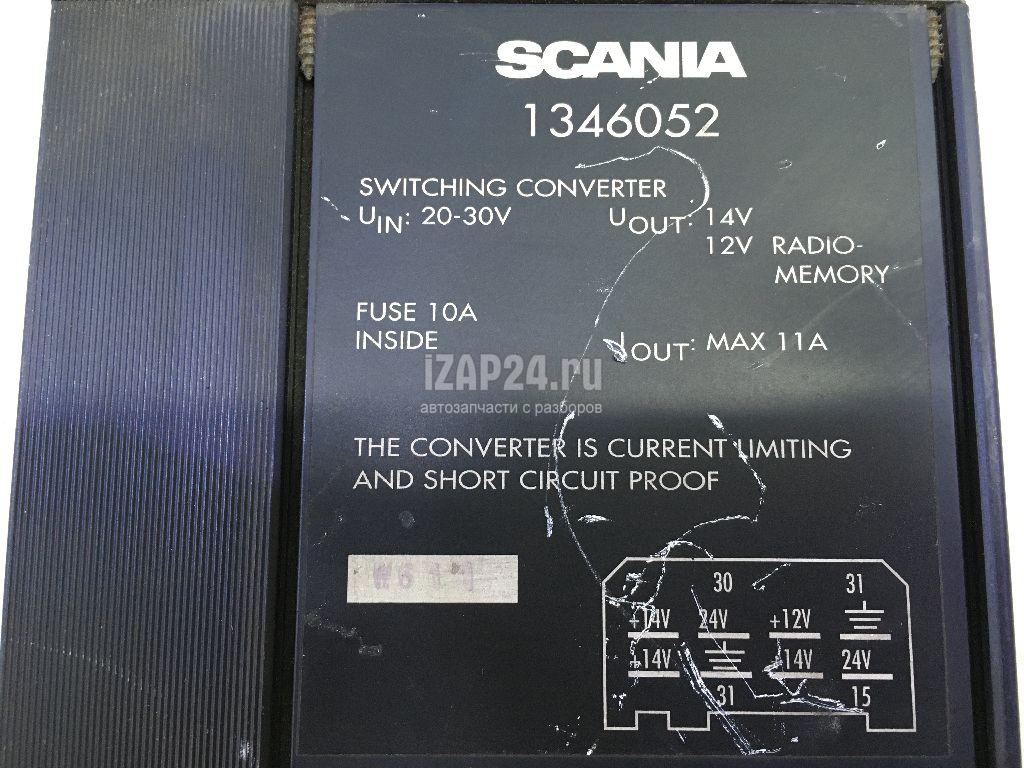 SCANIA
1346052
SWITCHING CONVERTER
UIN: 20-30V UOUT: 14V
12V RADIO-
MEMORY
FUSE 10A
INSIDE
IOUT: MAX 11A
iZAP24.ru
автозапчасти с разборов
THE CONVERTER IS CURRENT LIMITING
AND SHORT CIRCUIT PROOF
30 31
+14V 24V +12V
+14V 14V 24V
31 15